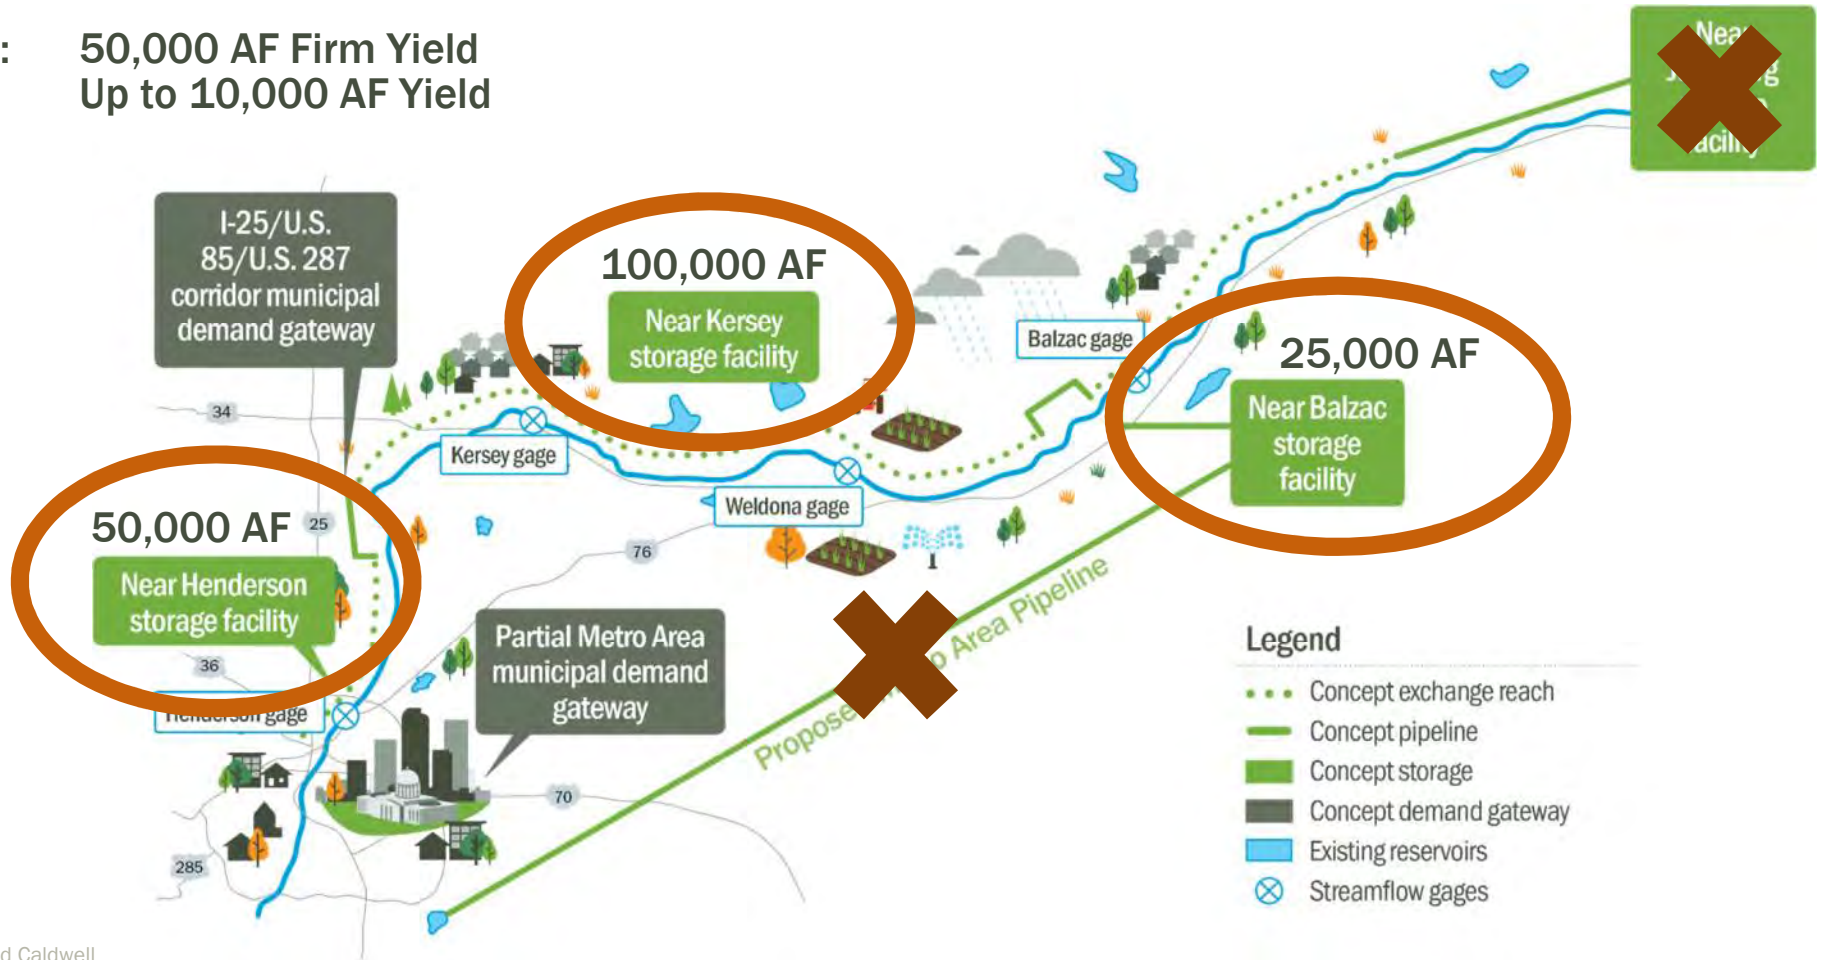 : 50,000 AF Firm Yield
Up to 10,000 AF Yield
I-25/U.S.
85/U.S. 287
corridor municipal
demand gateway
100,000 AF
Near Kersey
storage facility
Balzac gage
25,000 AF
Near Balzac
storage
facility
34
Kersey gage
Weldona gage
50,000 AF
25
Near Henderson
storage facility
76
36
Henderson gage
Partial Metro Area
municipal demand
gateway
Area Pipeline
70
285
Legend
Concept exchange reach
Concept pipeline
Concept storage
Concept demand gateway
Existing reservoirs
Streamflow gages
d Caldwell